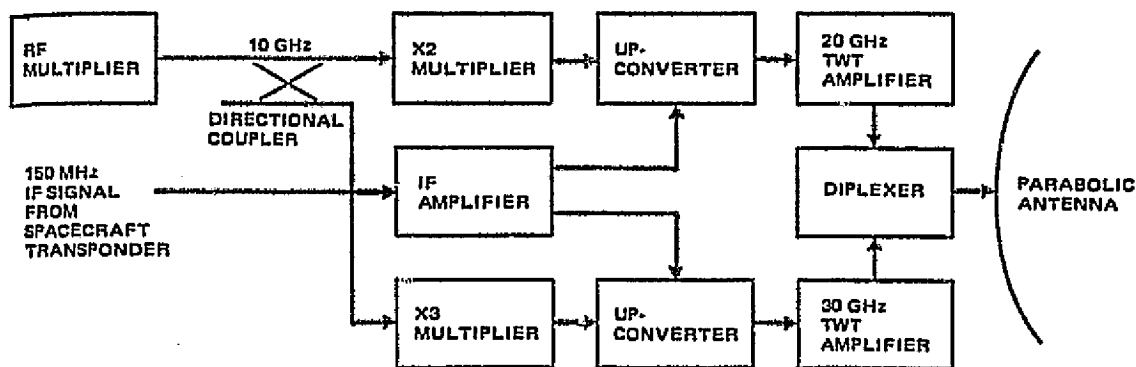 RF
MULTIPLIER
10 GHz
DIRECTIONAL
COUPLER
X2
MULTIPLIER
UP-
CONVERTER
20 GHz
TWT
AMPLIFIER
150 MHz
IF SIGNAL
FROM
SPACECRAFT
TRANSPONDER
IF
AMPLIFIER
DIPLEXER
PARABOLIC
ANTENNA
X3
MULTIPLIER
UP-
CONVERTER
30 GHz
TWT
AMPLIFIER